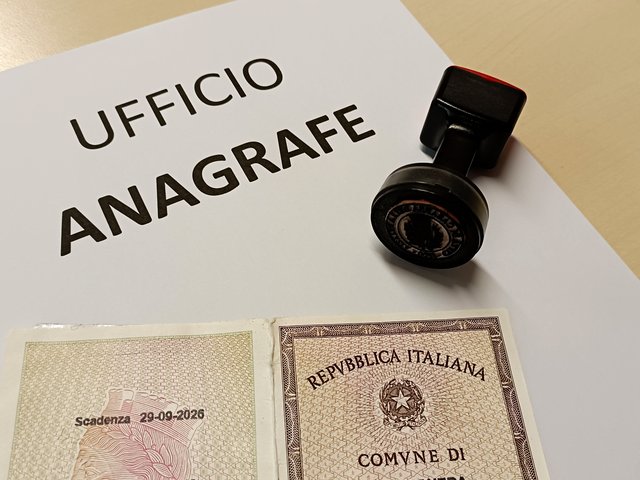 UFFICIO
ANAGRAFE
Scadenza 29-09-2026
REPVBBLICA ITALIANA
COMVNE DI